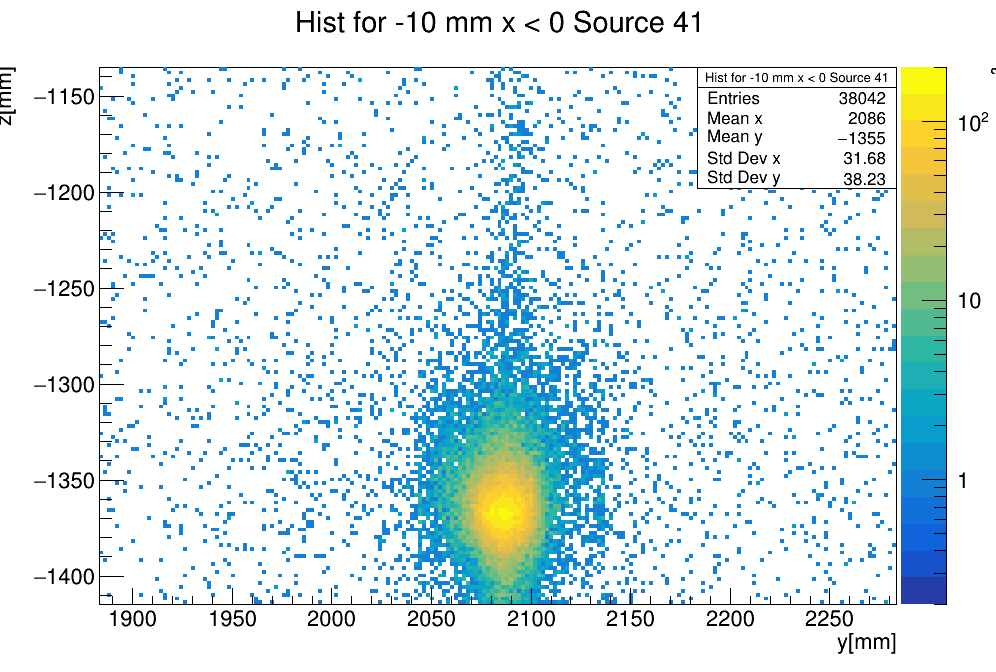 Hist for -10 mm x < 0 Source 41
z[mm]
−1150
−1200
−1250
−1300
−1350
−1400
Hist for -10 mm x < 0 Source 41
Entries 38042
Mean x 2086
Mean y −1355
Std Dev x 31.68
Std Dev y 38.23
10²
10
1
1900 1950 2000 2050 2100 2150 2200 2250
y[mm]